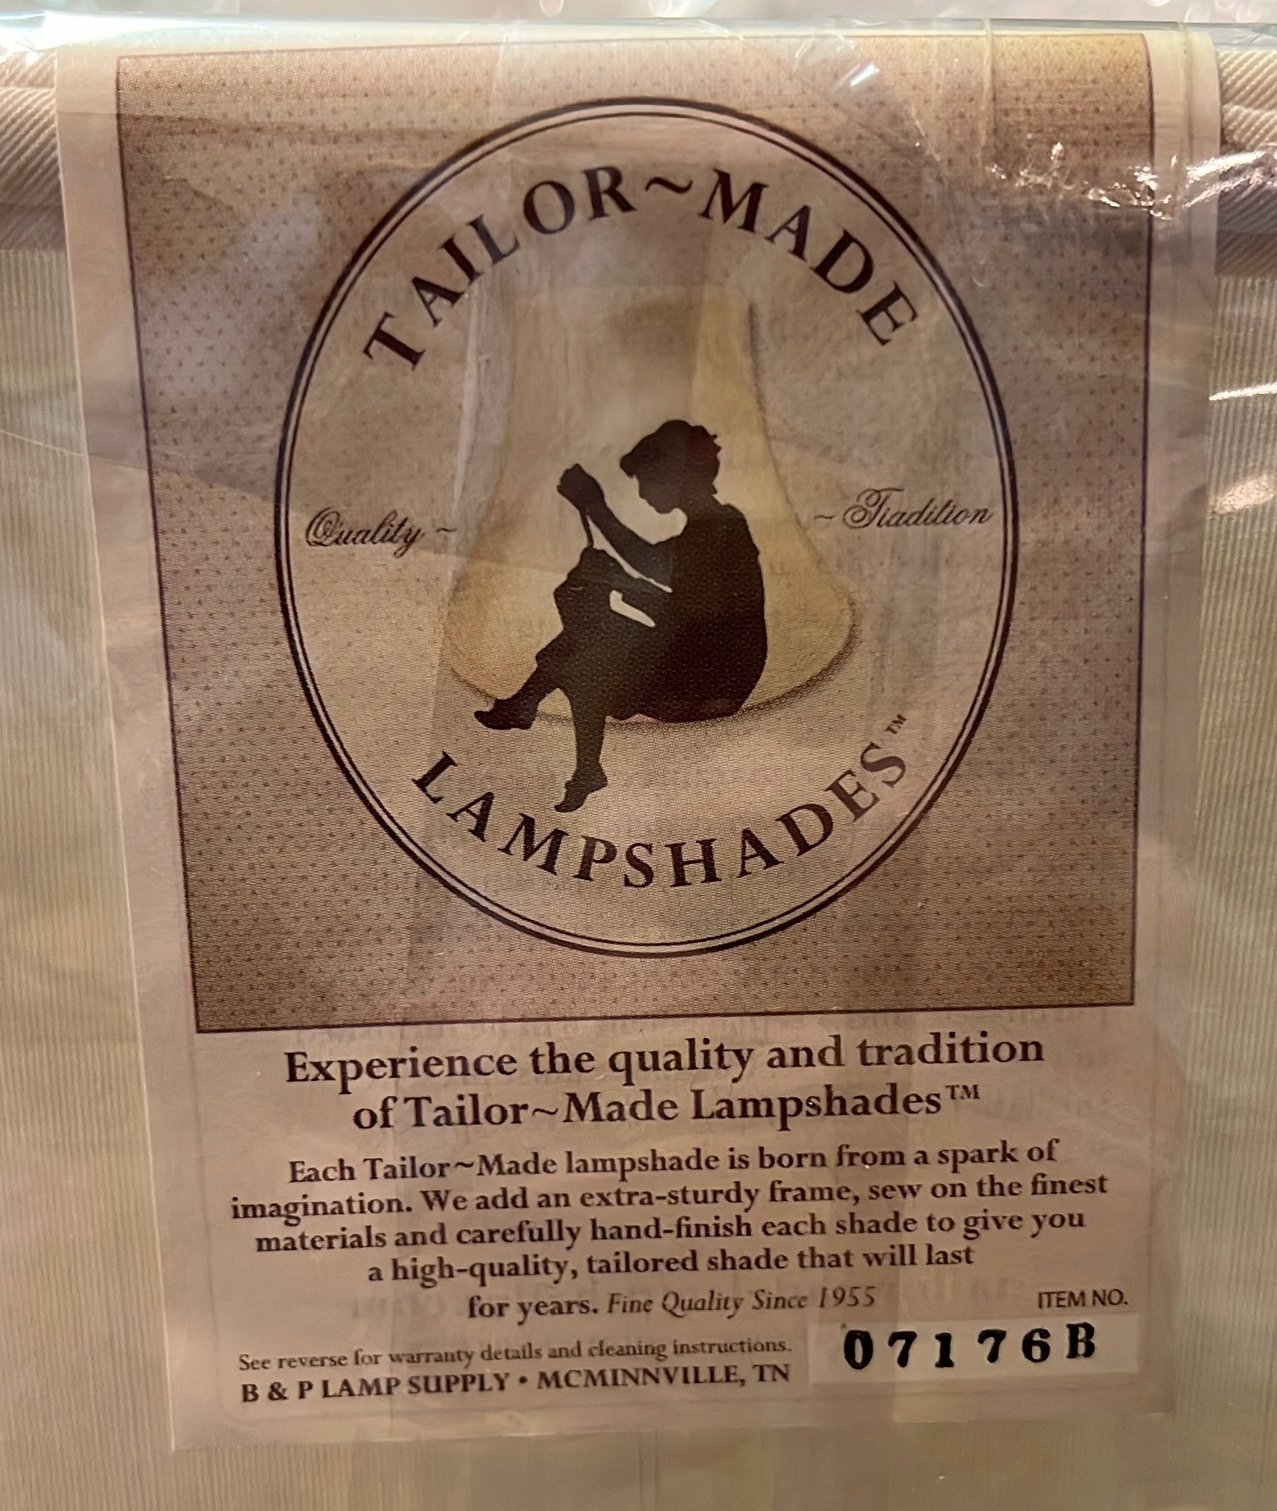 TAILOR~MADE
Quality ~
~Tradition
LAMPSHADES™
Experience the quality and tradition
of Tailor~Made Lampshades™
Each Tailor~Made lampshade is born from a spark of
imagination. We add an extra-sturdy frame, sew on the finest
materials and carefully hand-finish each shade to give you
a high-quality, tailored shade that will last
for years. Fine Quality Since 1955
ITEM NO.
07176B
See reverse for warranty details and cleaning instructions.
B & P LAMP SUPPLY • MCMINNVILLE, TN